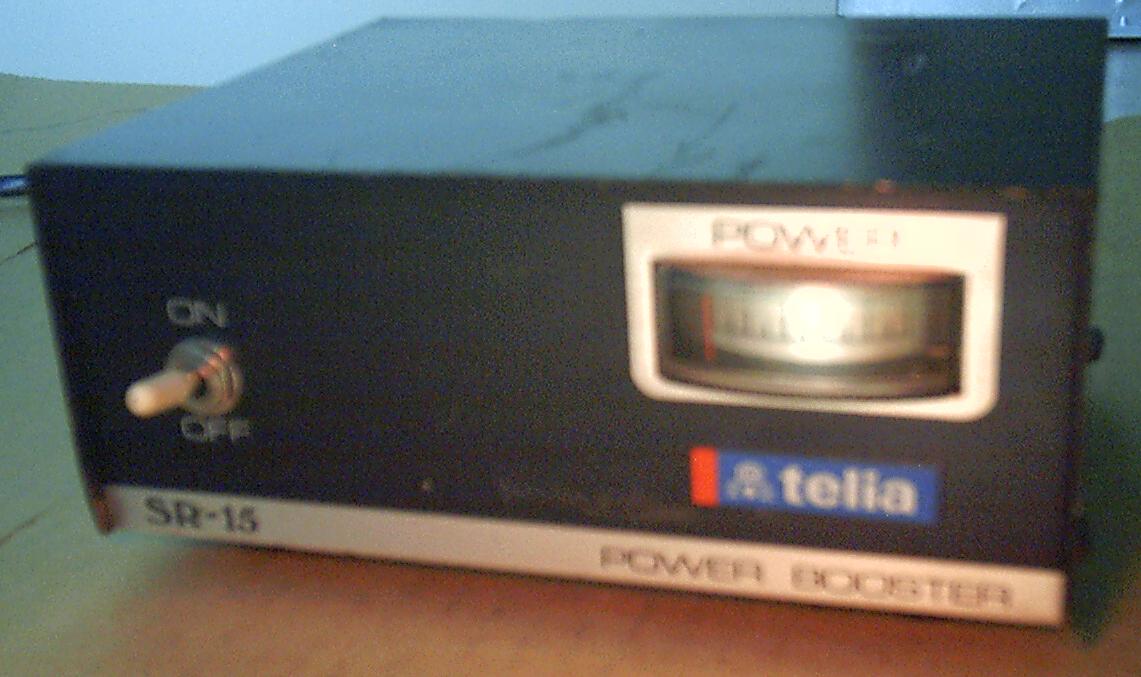 POWER
ON
OFF
telia
SR-15
POWER BOOSTER